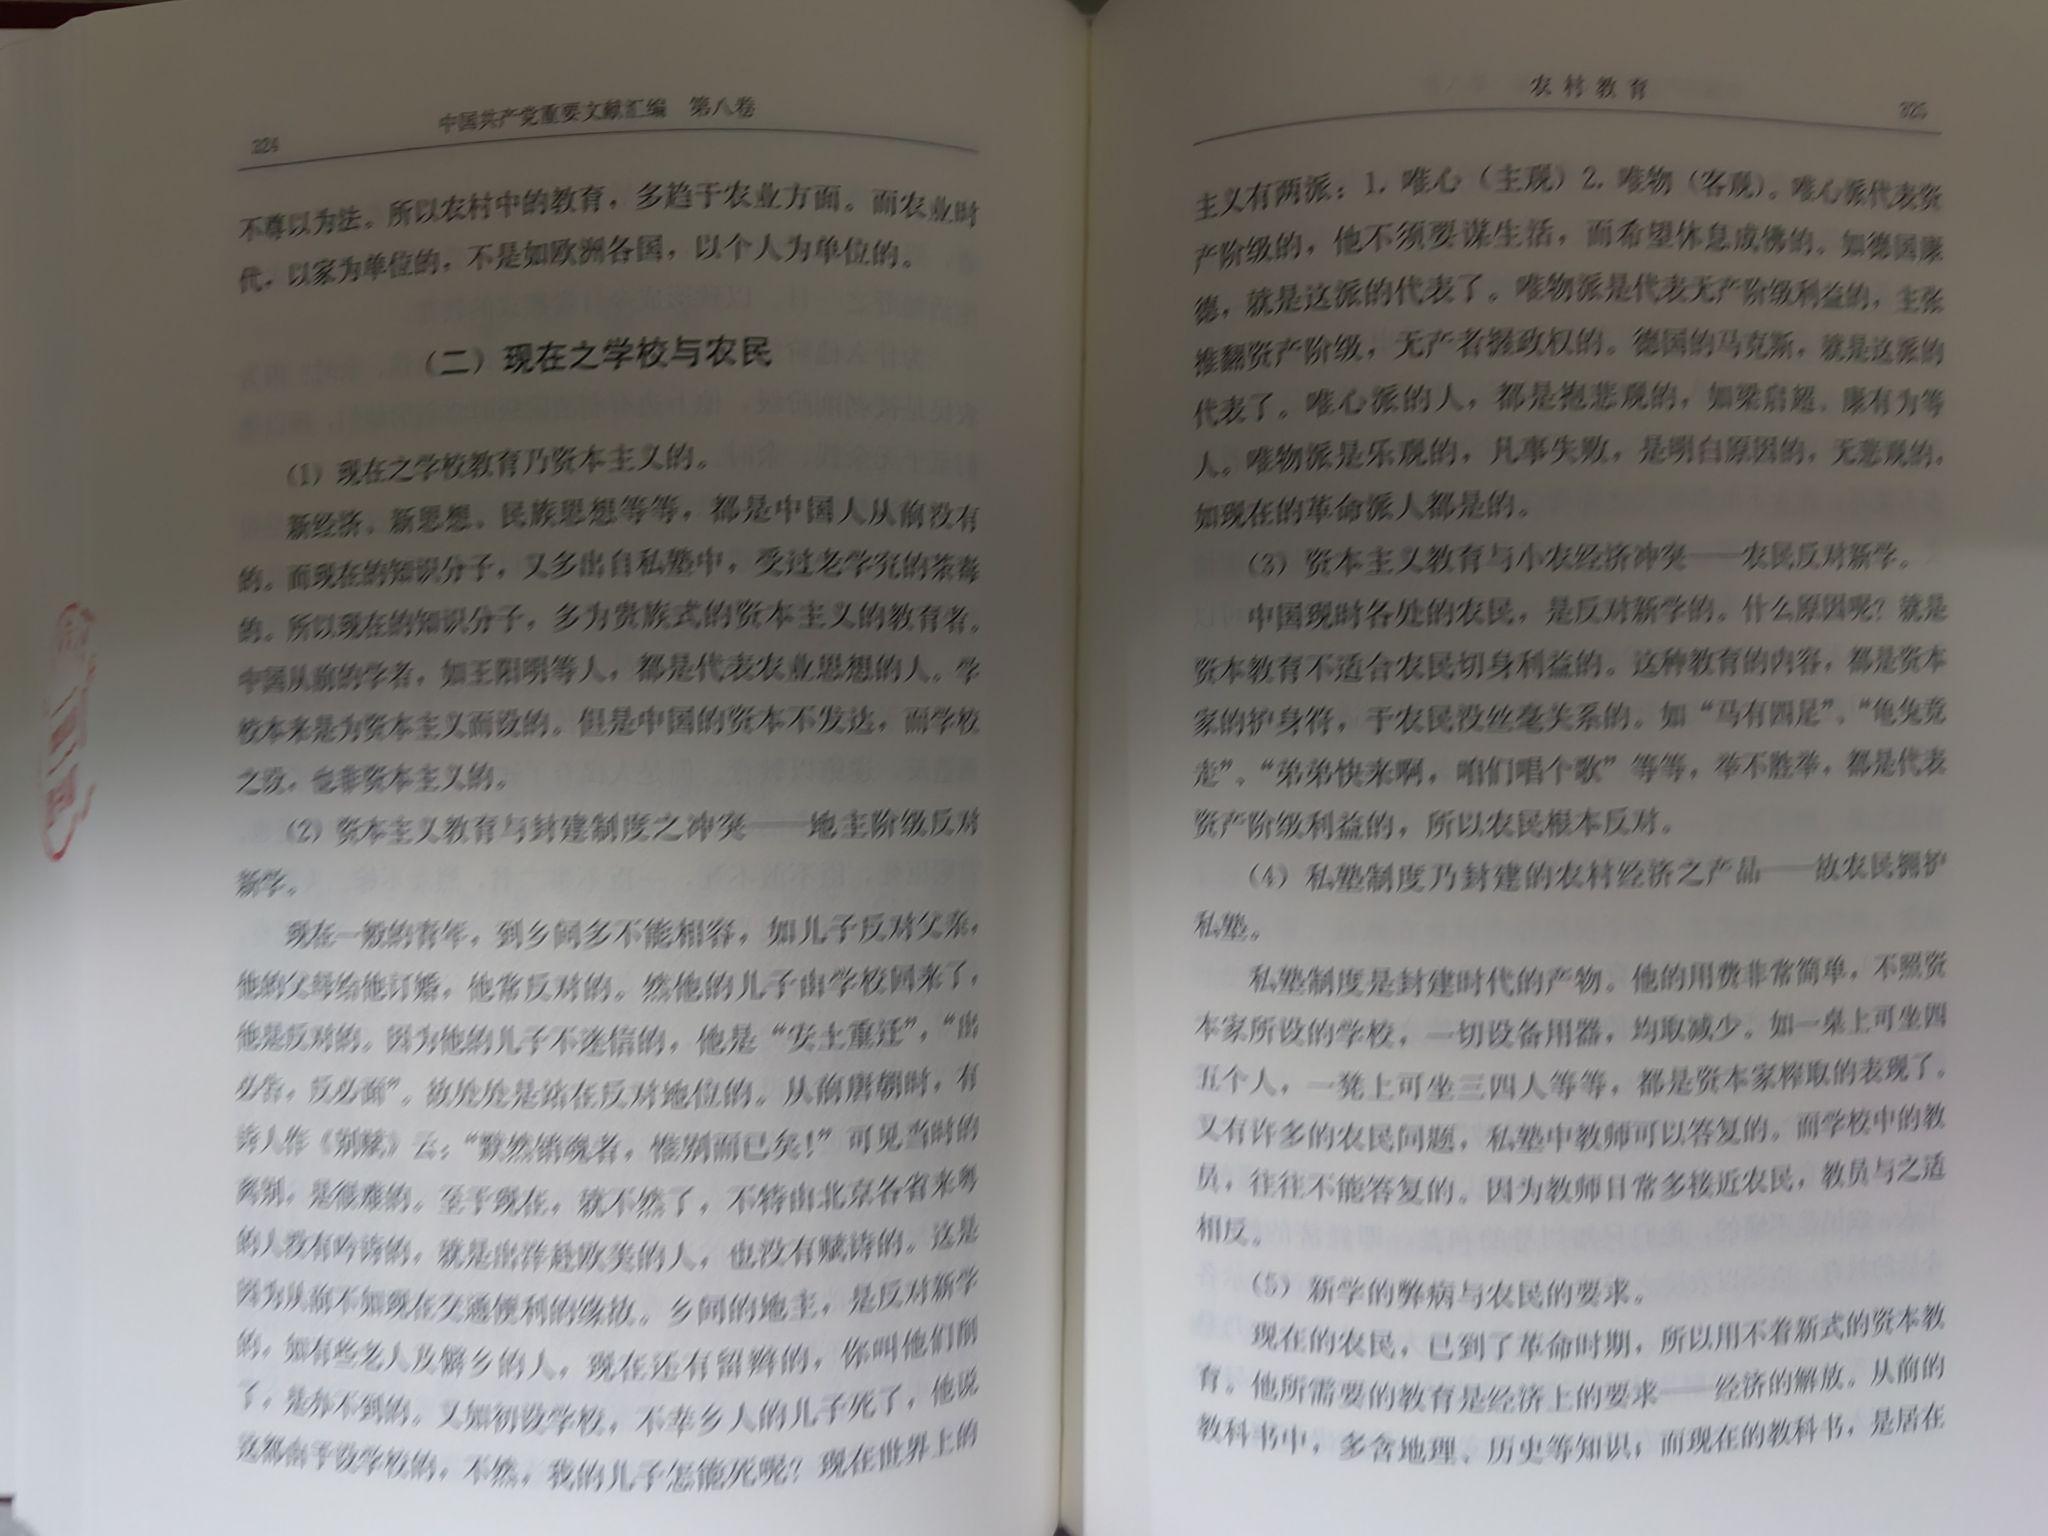 324
中国共产党重要文献汇编　第八卷
不尊以为法。所以农村中的教育，多趋于农业方面。而农业时
代，以家为单位的，不是如欧洲各国，以个人为单位的。
（二）现在之学校与农民
（1）现在之学校教育乃资本主义的。
新经济、新思想、民族思想等等，都是中国人从前没有
的。而现在的知识分子，又多出自私塾中，受过老学究的荼毒
的。所以现在的知识分子，多为贵族式的资本主义的教育者。
中国从前的学者，如王阳明等人，都是代表农业思想的人。学
校本来是为资本主义而设的。但是中国的资本不发达，而学校
之设，也非资本主义的。
（2）资本主义教育与封建制度之冲突——地主阶级反对
新学。
现在一般的青年，到乡间多不能相容，如儿子反对父亲，
他的父母给他订婚，他常反对的。然他的儿子由学校回来了，
他是反对的。因为他的儿子不迷信的，他是“安土重迁”，“出
必告，反必面”。故处处是站在反对地位的。从前唐朝时，有
诗人作《别赋》云：“黯然销魂者，惟别而已矣！”可见当时的
离别，是很难的。至于现在，就不然了，不特由北京各省来粤
的人没有吟诗的，就是出洋赴欧美的人，也没有赋诗的。这是
因为从前不如现在交通便利的缘故。乡间的地主，是反对新学
的，如有些老人及僻乡的人，现在还有留辫的，你叫他们剪
了，是办不到的。又如初设学校，不幸乡人的儿子死了，他说
这都由于设学校的，不然，我的儿子怎能死呢？现在世界上的
农村教育
325
主义有两派：1. 唯心（主观）2. 唯物（客观）。唯心派代表资
产阶级的，他不须要谋生活，而希望休息成佛的。如德国康
德，就是这派的代表了。唯物派是代表无产阶级利益的，主张
推翻资产阶级，无产者握政权的。德国的马克斯，就是这派的
代表了。唯心派的人，都是抱悲观的，如梁启超、康有为等
人。唯物派是乐观的，凡事失败，是明白原因的，无悲观的，
如现在的革命派人都是的。
（3）资本主义教育与小农经济冲突——农民反对新学。
中国现时各处的农民，是反对新学的。什么原因呢？就是
资本教育不适合农民切身利益的。这种教育的内容，都是资本
家的护身符，于农民没丝毫关系的。如“马有四足”、“龟兔竞
走”、“弟弟快来啊，咱们唱个歌”等等，举不胜举，都是代表
资产阶级利益的，所以农民根本反对。
（4）私塾制度乃封建的农村经济之产品——故农民拥护
私塾。
私塾制度是封建时代的产物。他的用费非常简单，不照资
本家所设的学校，一切设备用器，均取减少。如一桌上可坐四
五个人，一凳上可坐三四人等等，都是资本家榨取的表现了。
又有许多的农民问题，私塾中教师可以答复的。而学校中的教
员，往往不能答复的。因为教师日常多接近农民，教员与之适
相反。
（5）新学的弊病与农民的要求。
现在的农民，已到了革命时期，所以用不着新式的资本教
育。他所需要的教育是经济上的要求——经济的解放。从前的
教科书中，多含地理、历史等知识；而现在的教科书，是居在